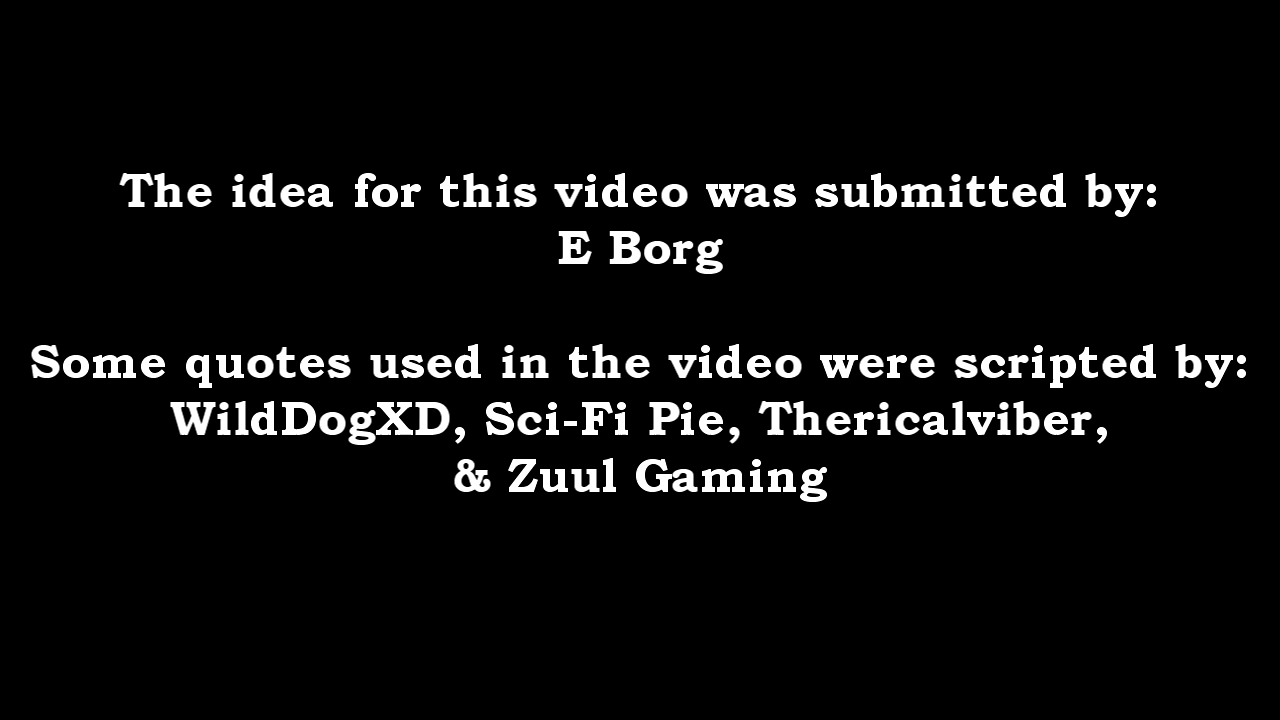 The idea for this video was submitted by:
E Borg
Some quotes used in the video were scripted by:
WildDogXD, Sci-Fi Pie, Thericalviber,
& Zuul Gaming